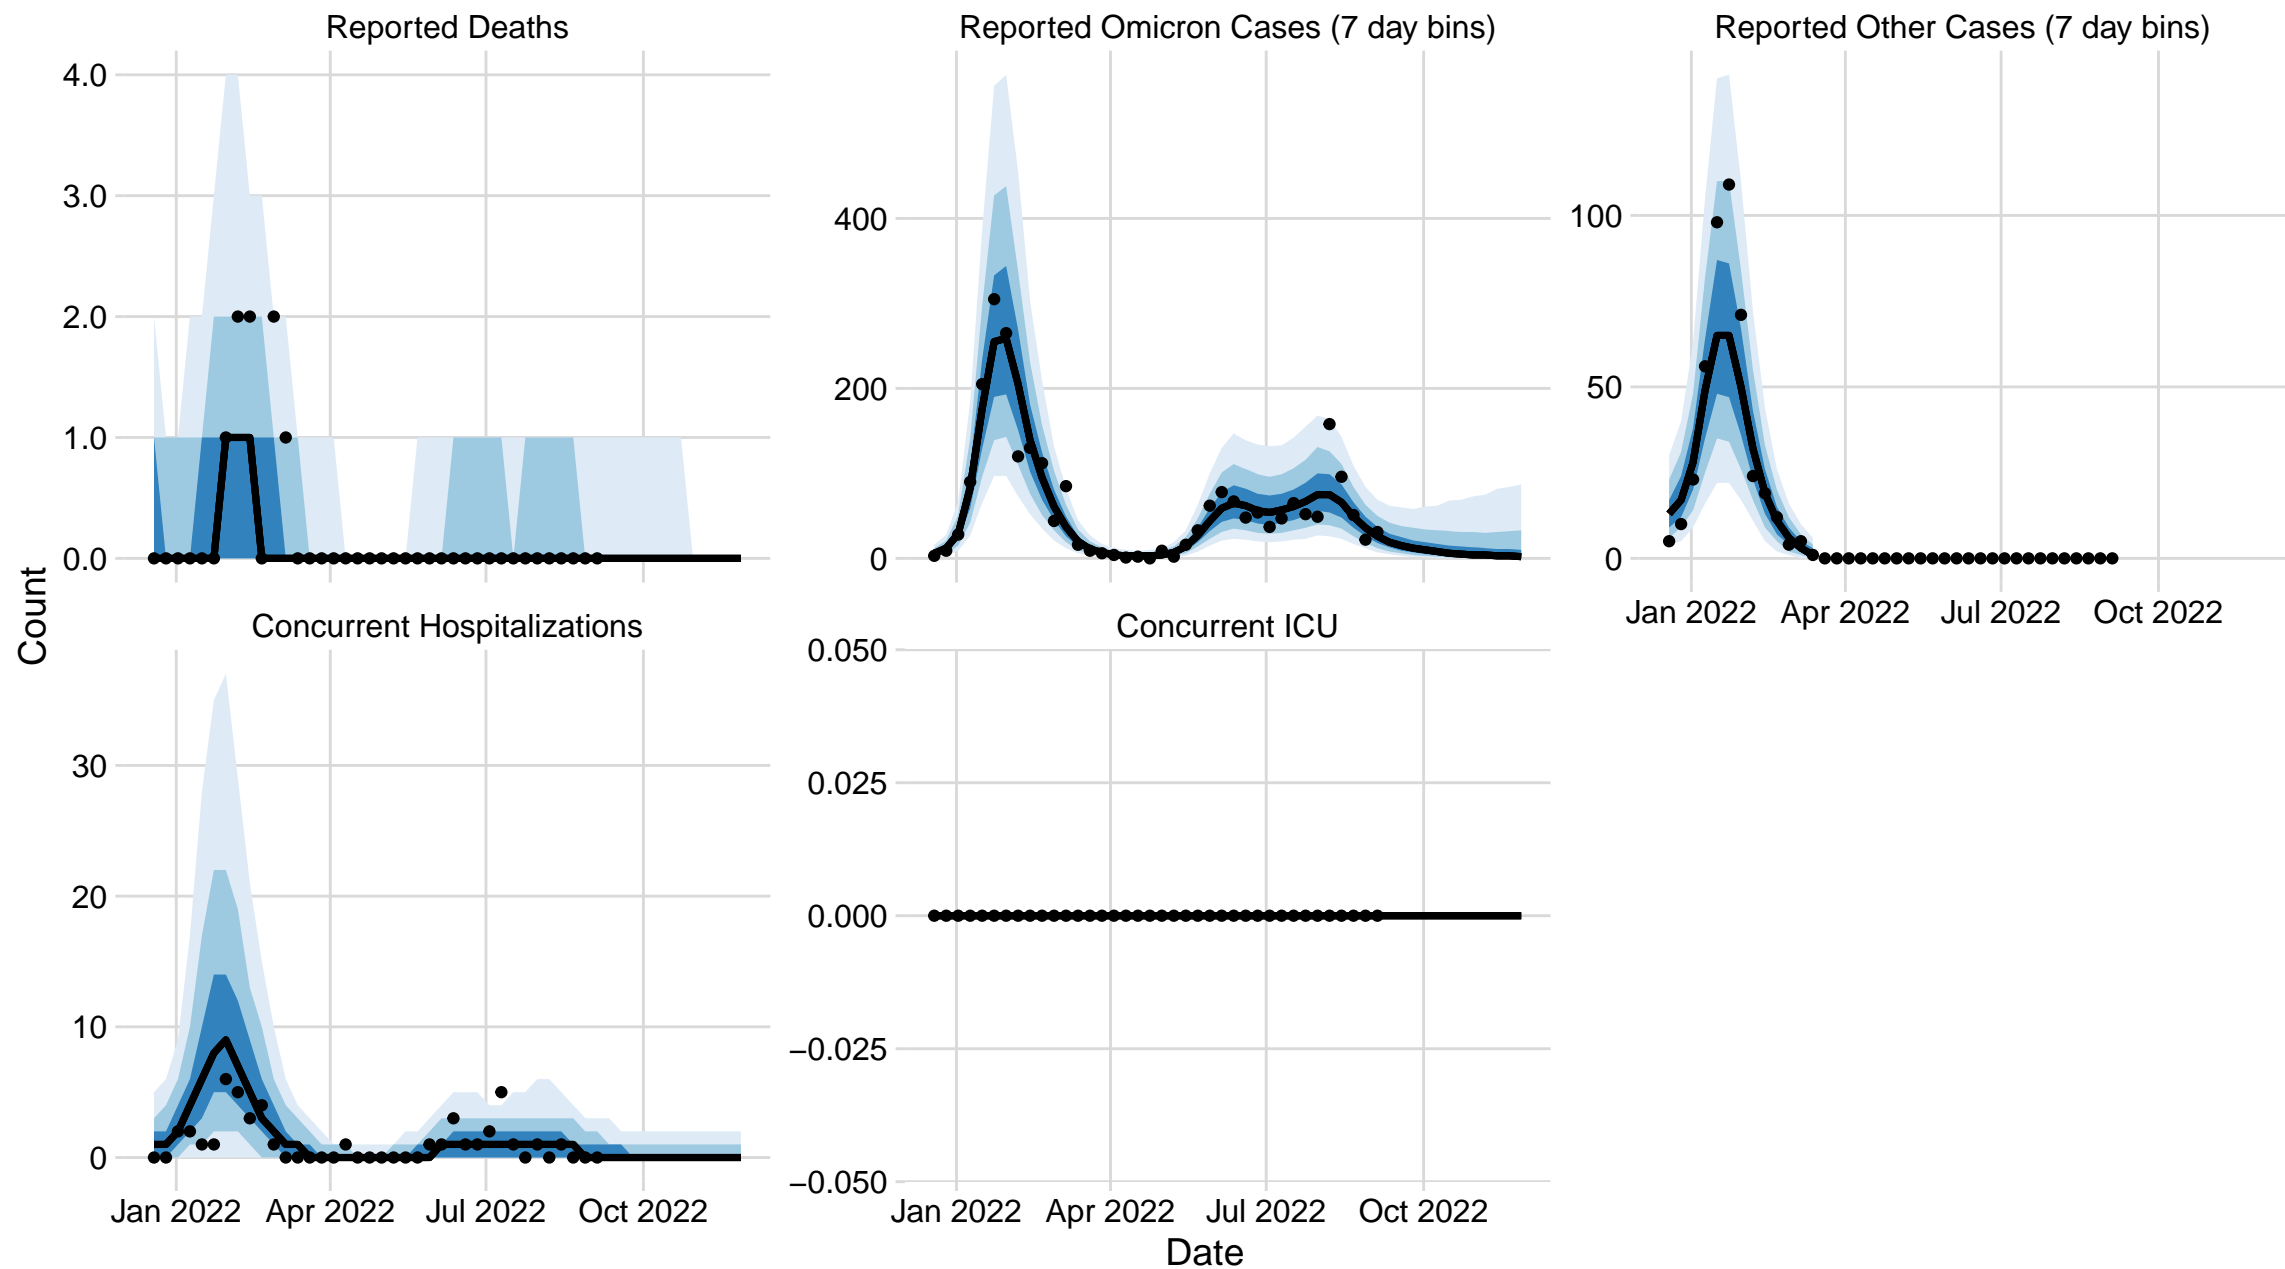 Reported Deaths
4.0
3.0
2.0
1.0
0.0
Reported Omicron Cases (7 day bins)
400
200
0
Reported Other Cases (7 day bins)
100
50
0
Jan 2022 Apr 2022 Jul 2022 Oct 2022
Count
Concurrent Hospitalizations
30
20
10
0
Jan 2022 Apr 2022 Jul 2022 Oct 2022
Concurrent ICU
0.050
0.025
0.000
−0.025
−0.050
Jan 2022 Apr 2022 Jul 2022 Oct 2022
Date